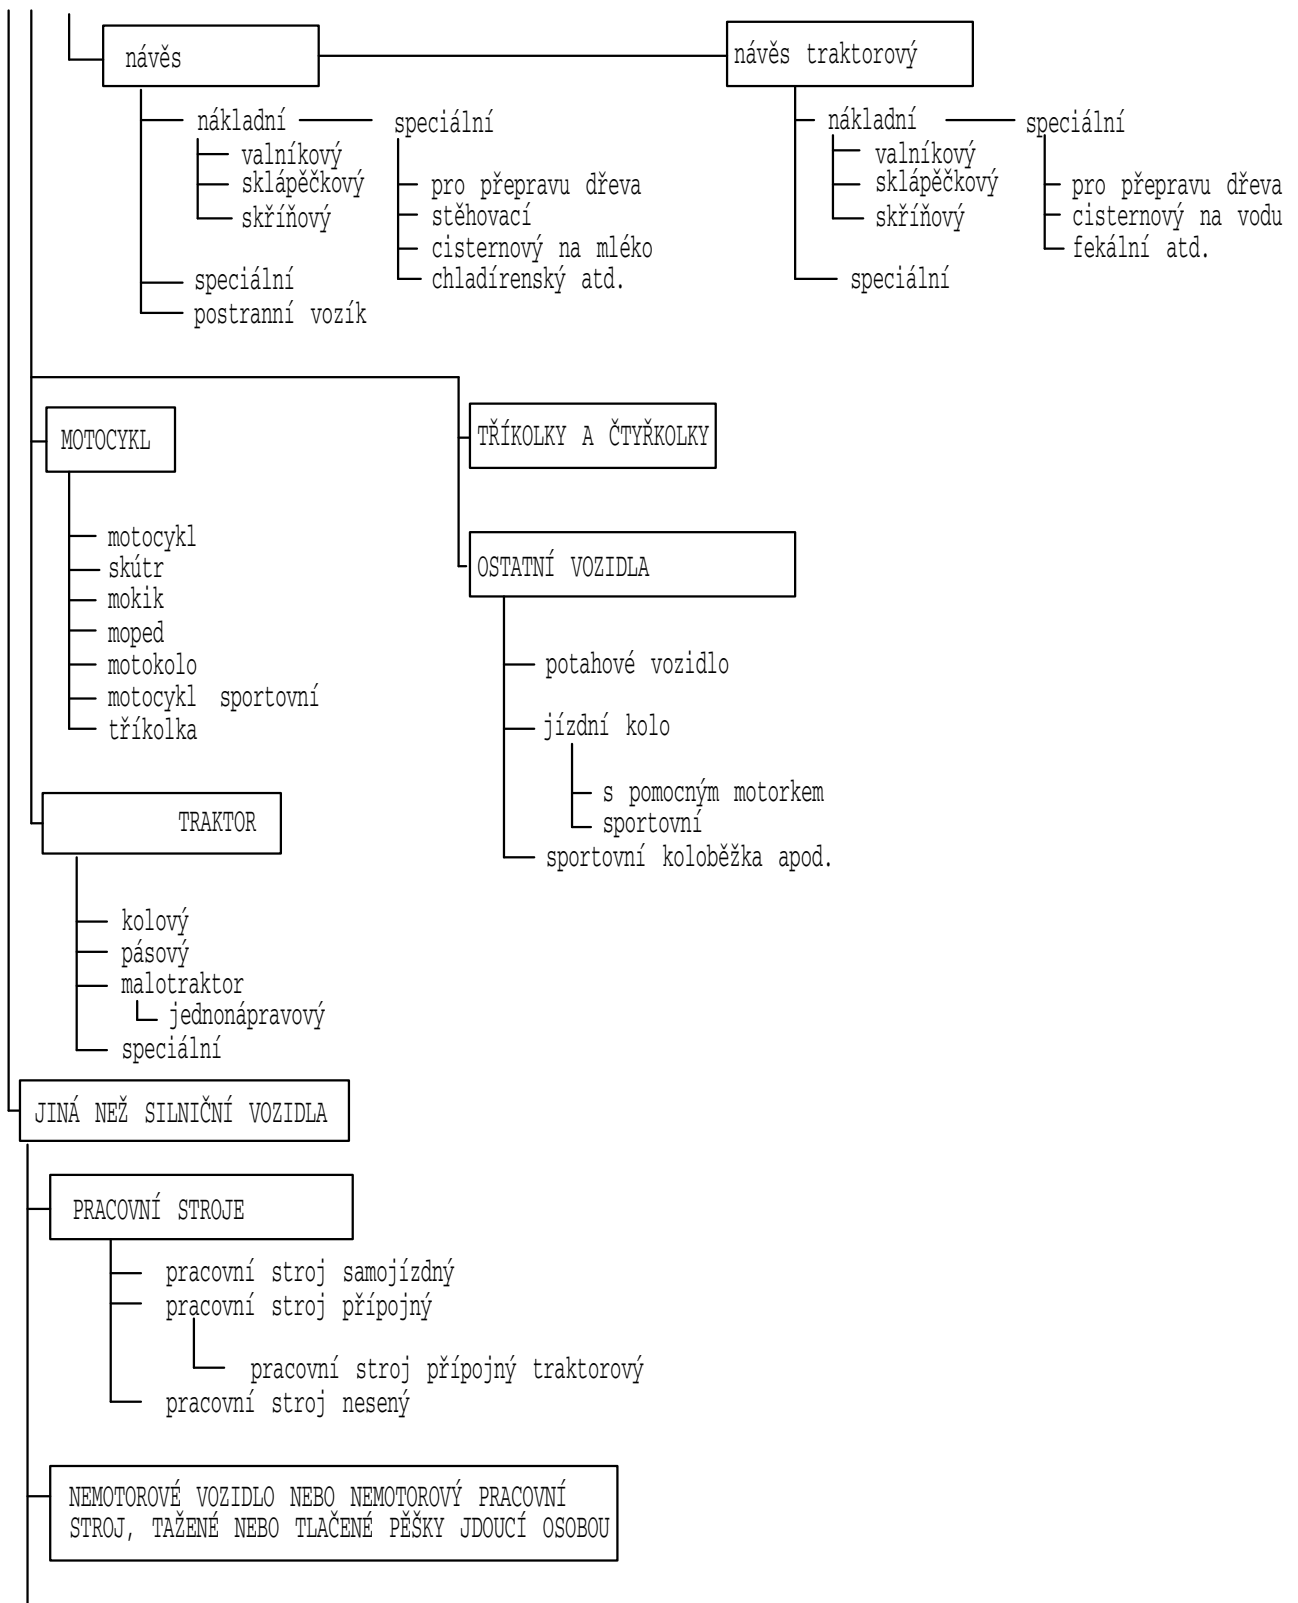 návěs
nákladní
valníkový
sklápěčkový
skříňový
speciální
pro přepravu dřeva
stěhovací
cisternový na mléko
chladírenský atd.
speciální
postranní vozík
návěs traktorový
nákladní
valníkový
sklápěčkový
skříňový
speciální
pro přepravu dřeva
cisternový na vodu
fekální atd.
speciální
MOTOCYKL
motocykl
skútr
mokik
moped
motokolo
motocykl sportovní
tříkolka
TŘÍKOLKY A ČTYŘKOLKY
OSTATNÍ VOZIDLA
potahové vozidlo
jízdní kolo
s pomocným motorkem
sportovní
sportovní koloběžka apod.
TRAKTOR
kolový
pásový
malotraktor
jednonápravový
speciální
JINÁ NEŽ SILNIČNÍ VOZIDLA
PRACOVNÍ STROJE
pracovní stroj samojízdný
pracovní stroj přípojný
pracovní stroj přípojný traktorový
pracovní stroj nesený
NEMOTOROVÉ VOZIDLO NEBO NEMOTOROVÝ PRACOVNÍ
STROJ, TAŽENÉ NEBO TLAČENÉ PĚŠKY JDOUCÍ OSOBOU